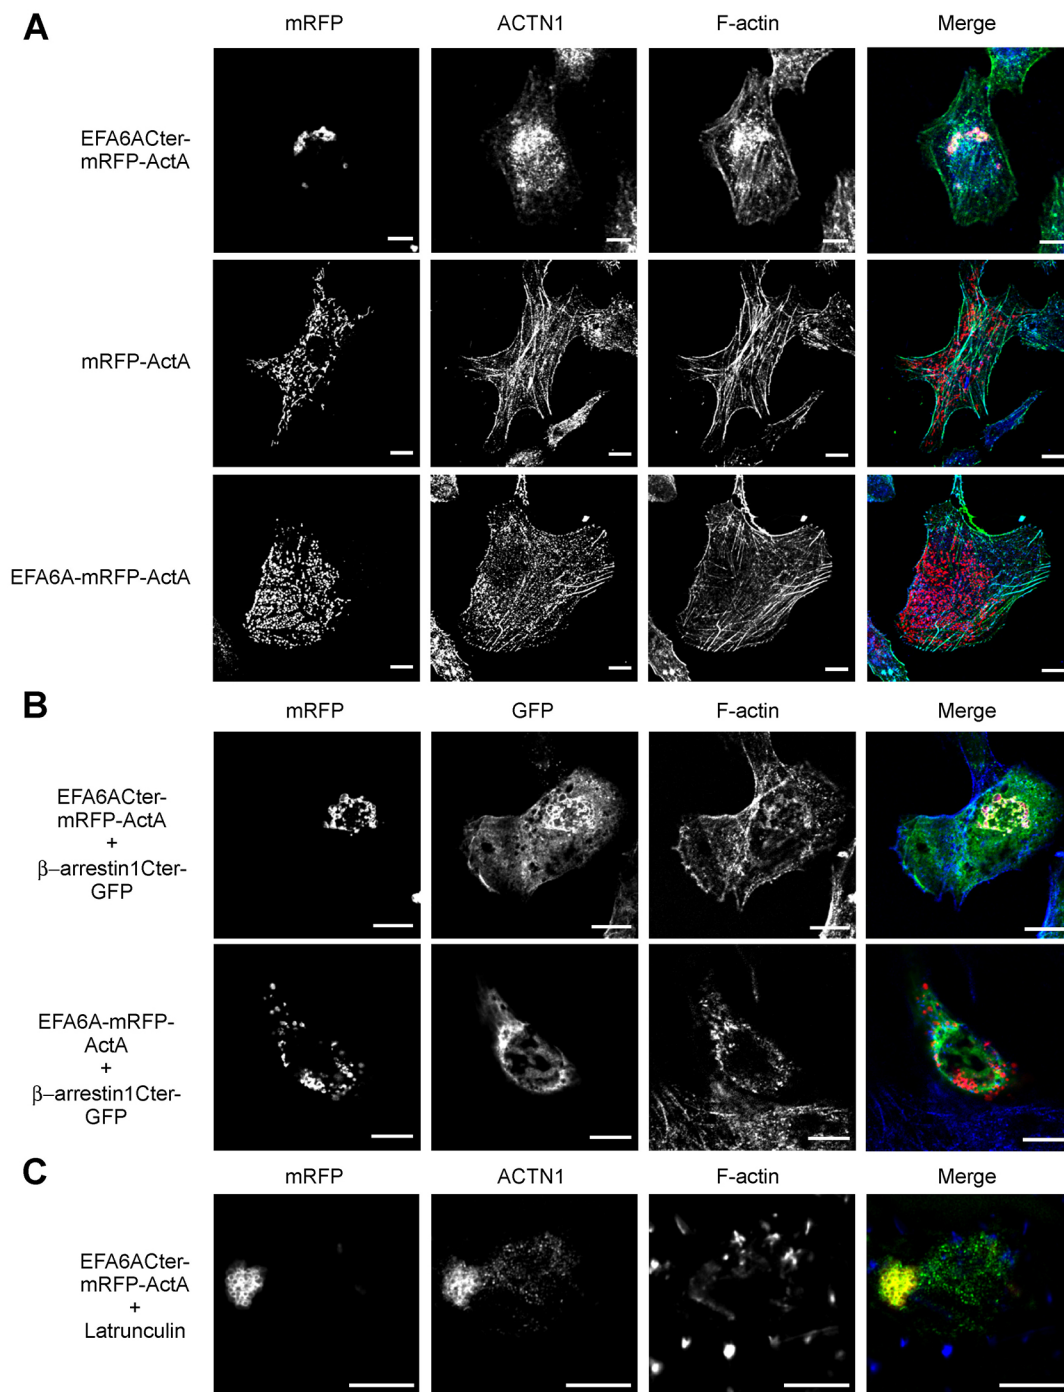 A
mRFP
ACTN1
F-actin
Merge
EFA6ACter-
mRFP-ActA
mRFP-ActA
EFA6A-mRFP-ActA
B
mRFP
GFP
F-actin
Merge
EFA6ACter-
mRFP-ActA
+
β–arrestin1Cter-
GFP
EFA6A-mRFP-
ActA
+
β–arrestin1Cter-
GFP
C
mRFP
ACTN1
F-actin
Merge
EFA6ACter-
mRFP-ActA
+
Latrunculin